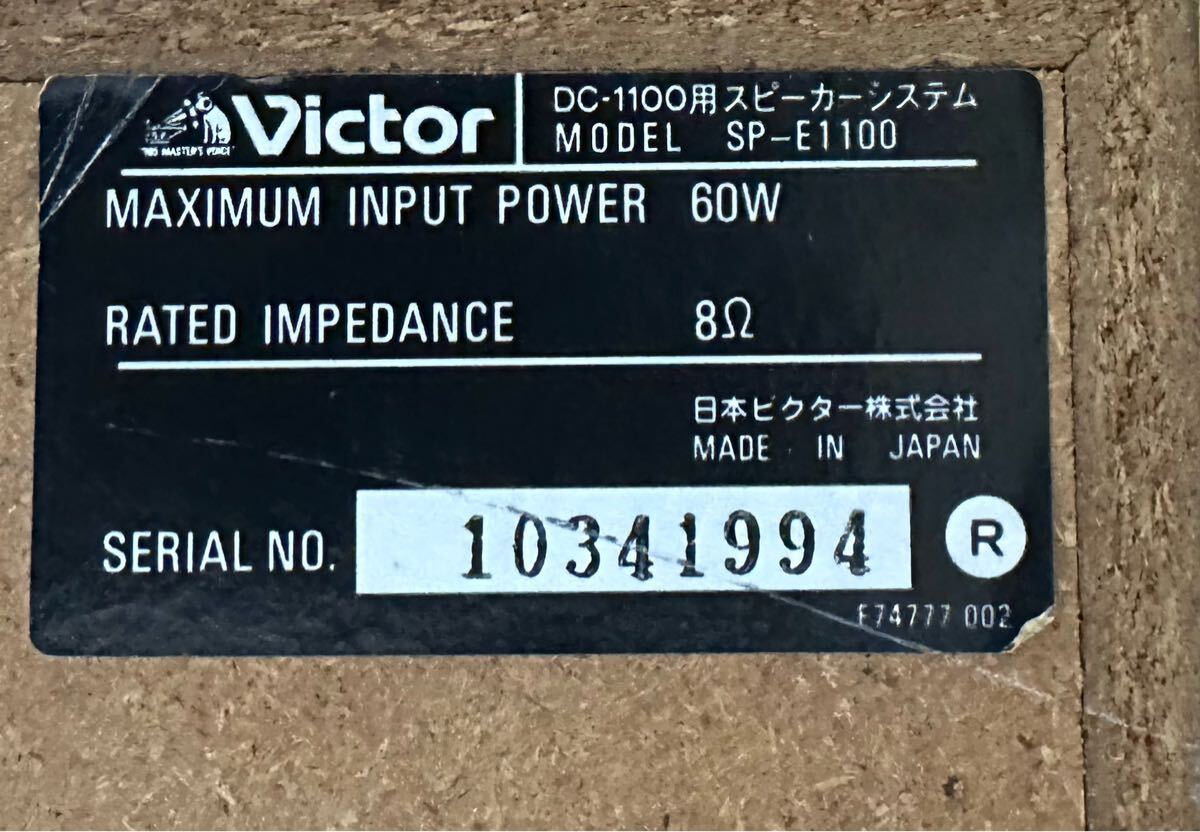 "HIS MASTER'S VOICE"
Victor
DC-1100用スピーカーシステム
MODEL SP-E1100
MAXIMUM INPUT POWER 60W
RATED IMPEDANCE 8Ω
日本ビクター株式会社
MADE IN JAPAN
SERIAL NO. 10341994 R
E74777 002